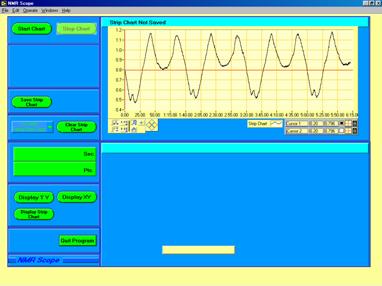 NMR Scope
File Edit Operate Windows Help
Start Chart
Stop Chart
Strip Chart Not Saved
1.2
1.1
1.0
0.9
0.8
0.7
0.6
0.5
0.4
0.00 25.00 50.00 1:15.00 1:40.00 2:05.00 2:30.00 2:55.00 3:20.00 3:45.00 4:10.00 4:35.00 5:00.00 5:25.00 5:50.00 6:15.00
Save Strip
Chart
Clear Strip
Chart
Strip Chart
Cursor 1
Cursor 2
Sec.
Pts.
Display T Y
Display XY
Display Strip
Chart
Quit Program
NMR Scope